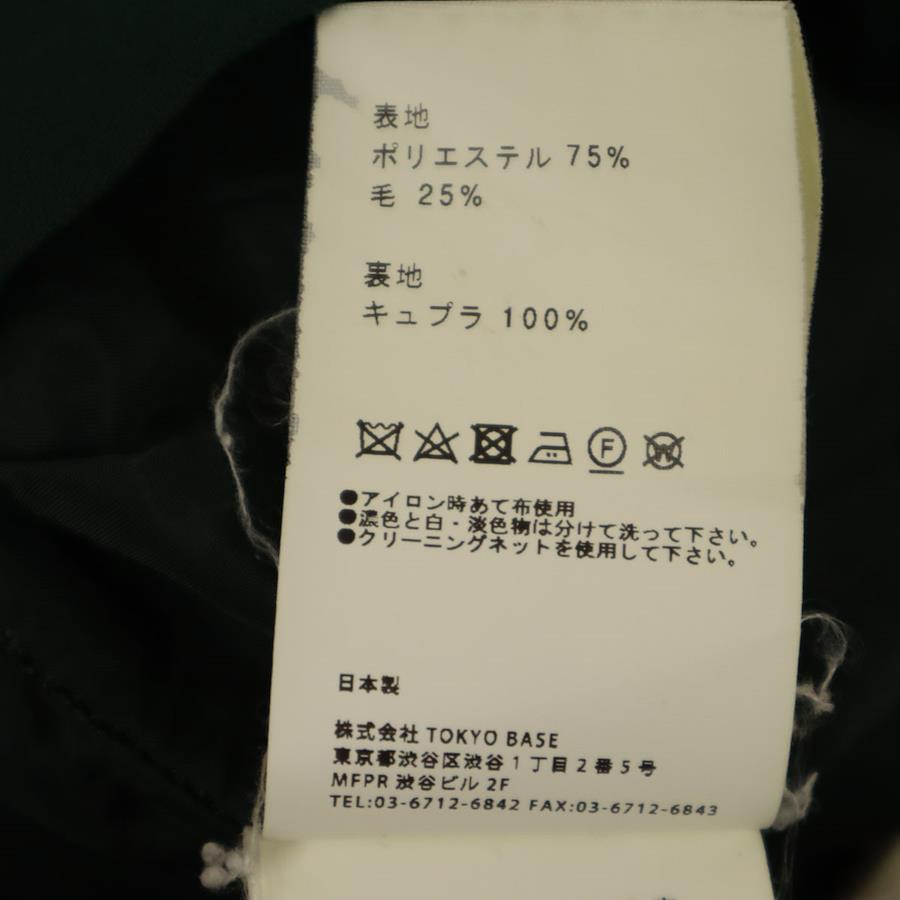 表地
ポリエステル 75%
毛 25%
裏地
キュプラ 100%
F
W
●アイロン時あて布使用
●濃色と白・淡色物は分けて洗って下さい。
●クリーニングネットを使用して下さい。
日本製
株式会社 TOKYO BASE
東京都渋谷区渋谷1丁目2番5号
MFPR 渋谷ビル 2F
TEL:03-6712-6842 FAX:03-6712-6843